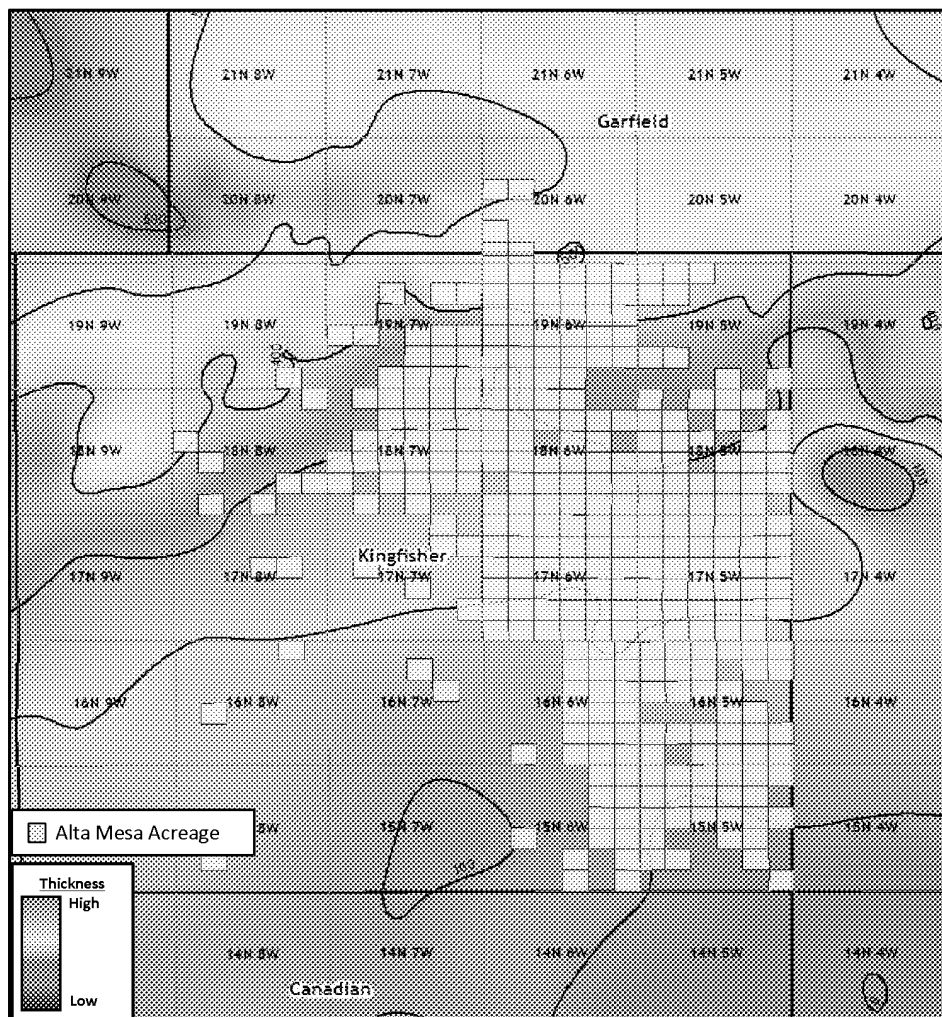 21N 9W 21N 8W 21N 7W 21N 6W 21N 5W 21N 4W
Garfield
20N 9W 20N 8W 20N 7W 20N 6W 20N 5W 20N 4W
19N 9W 19N 8W 19N 7W 19N 6W 19N 5W 19N 4W
18N 9W 18N 8W 18N 7W 18N 6W 18N 5W 18N 4W
Kingfisher
17N 9W 17N 8W 17N 7W 17N 6W 17N 5W 17N 4W
16N 9W 16N 8W 16N 7W 16N 6W 16N 5W 16N 4W
Alta Mesa Acreage
15N 7W 15N 6W 15N 5W 15N 4W
Thickness
High
Low
14N 8W 14N 7W 14N 6W 14N 5W 14N 4W
Canadian